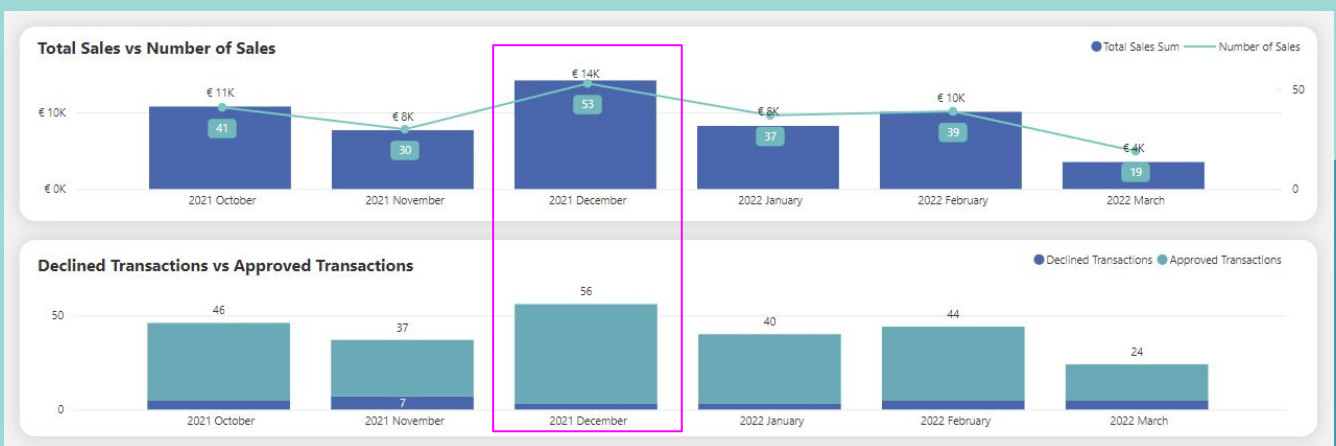 Total Sales vs Number of Sales
Total Sales Sum Number of Sales
€ 14K
€ 11K
€ 10K
€ 8K
€ 8K
€ 4K
€ 10K
50
41
30
53
37
39
19
€ 0K
0
2021 October 2021 November 2021 December 2022 January 2022 February 2022 March
Declined Transactions vs Approved Transactions
Declined Transactions Approved Transactions
50
46
37
56
40
44
24
7
0
2021 October 2021 November 2021 December 2022 January 2022 February 2022 March